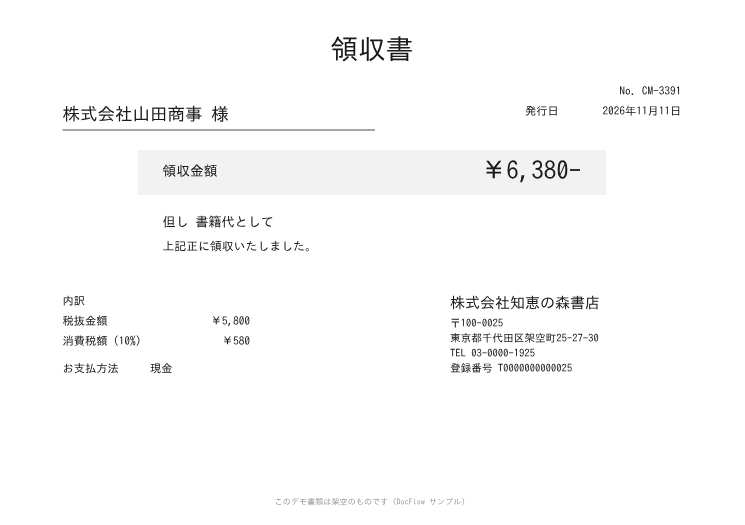 領収書
No. CM-3391
株式会社山田商事 様
発行日 2026年11月11日
領収金額 ¥6,380-
但し 書籍代として
上記正に領収いたしました。
内訳
税抜金額 ¥5,800
消費税額 (10%) ¥580
お支払方法 現金
株式会社知恵の森書店
〒100-0025
東京都千代田区架空町25-27-30
TEL 03-0000-1925
登録番号 T0000000000025
このデモ書類は架空のものです (DocFlow サンプル)